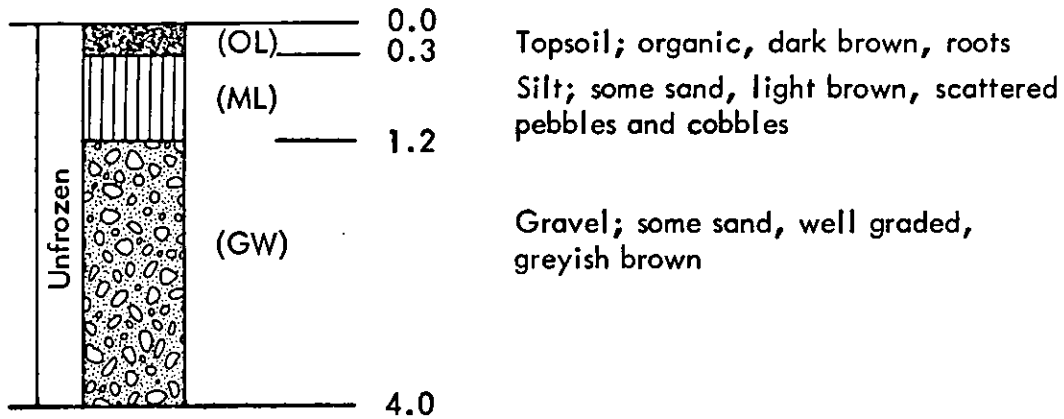 0.0
(OL)
0.3
Topsoil; organic, dark brown, roots
(ML)
Silt; some sand, light brown, scattered
pebbles and cobbles
1.2
Unfrozen
(GW)
Gravel; some sand, well graded,
greyish brown
4.0